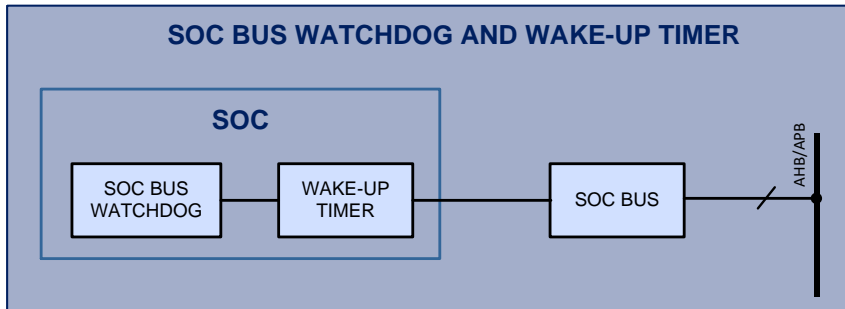 SOC BUS WATCHDOG AND WAKE-UP TIMER
SOC
SOC BUS
WATCHDOG
WAKE-UP
TIMER
SOC BUS
AHB/APB